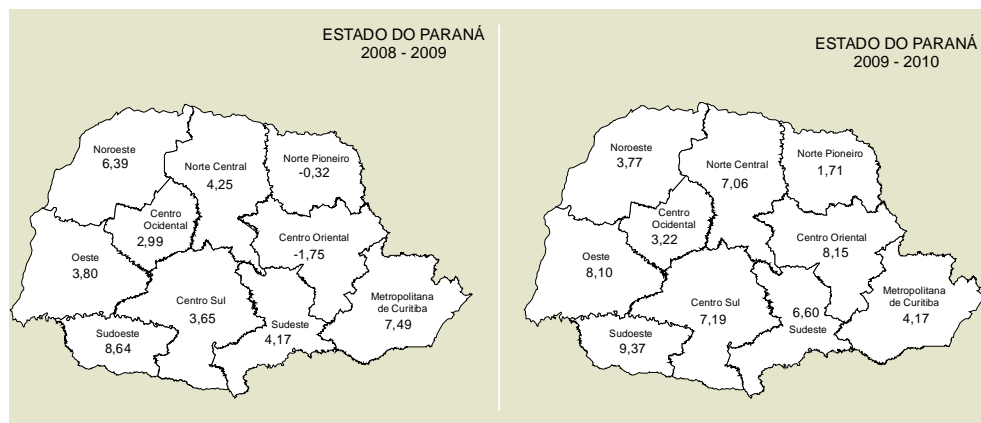 ESTADO DO PARANÁ
2008 - 2009
Noroeste
6,39
Norte Central
4,25
Norte Pioneiro
-0,32
Centro
Ocidental
2,99
Centro Oriental
-1,75
Oeste
3,80
Centro Sul
3,65
Metropolitana
de Curitiba
7,49
Sudeste
4,17
Sudoeste
8,64
ESTADO DO PARANÁ
2009 - 2010
Noroeste
3,77
Norte Central
7,06
Norte Pioneiro
1,71
Centro
Ocidental
3,22
Centro Oriental
8,15
Oeste
8,10
Centro Sul
7,19
Metropolitana
de Curitiba
4,17
6,60
Sudeste
Sudoeste
9,37